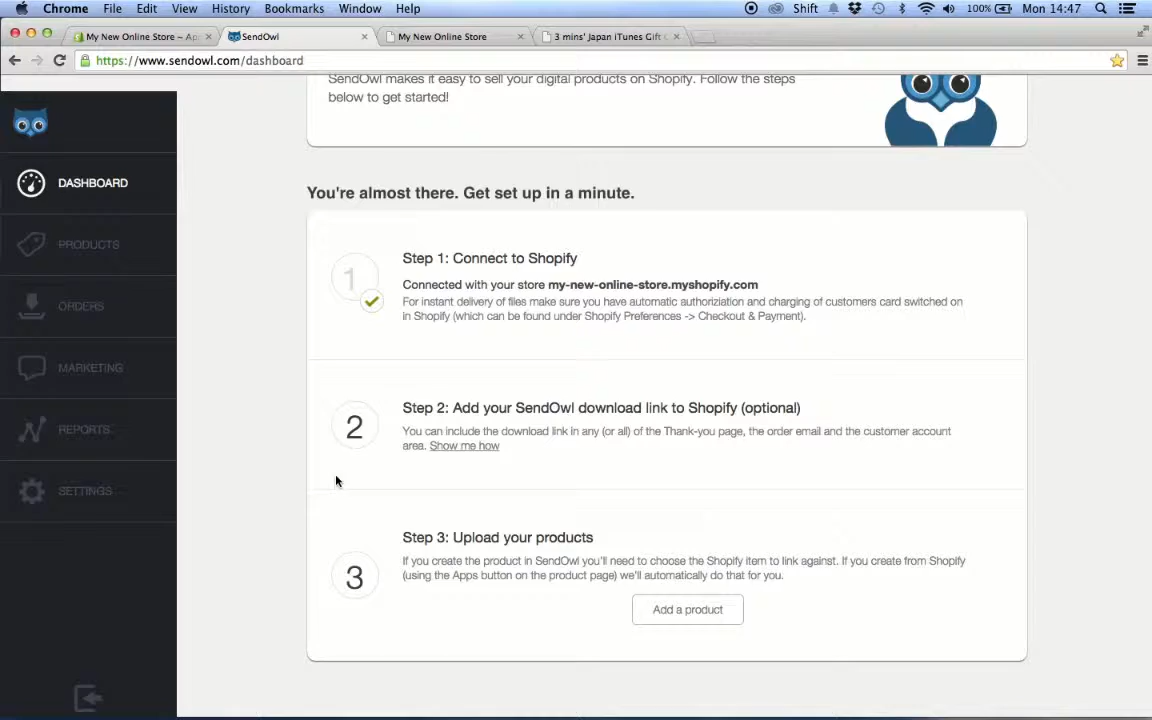 Chrome File Edit View History Bookmarks Window Help Shift 100% Mon 14:47
My New Online Store ~ Ap
SendOwl
My New Online Store
3 mins' Japan iTunes Gift C
https://www.sendowl.com/dashboard
SendOwl makes it easy to sell your digital products on Shopify. Follow the steps
below to get started!
DASHBOARD
PRODUCTS
ORDERS
MARKETING
REPORTS
SETTINGS
You're almost there. Get set up in a minute.
1
Step 1: Connect to Shopify
Connected with your store my-new-online-store.myshopify.com
For instant delivery of files make sure you have automatic authoriziation and charging of customers card switched on
in Shopify (which can be found under Shopify Preferences -> Checkout & Payment).
2
Step 2: Add your SendOwl download link to Shopify (optional)
You can include the download link in any (or all) of the Thank-you page, the order email and the customer account
area. Show me how
3
Step 3: Upload your products
If you create the product in SendOwl you'll need to choose the Shopify item to link against. If you create from Shopify
(using the Apps button on the product page) we'll automatically do that for you.
Add a product